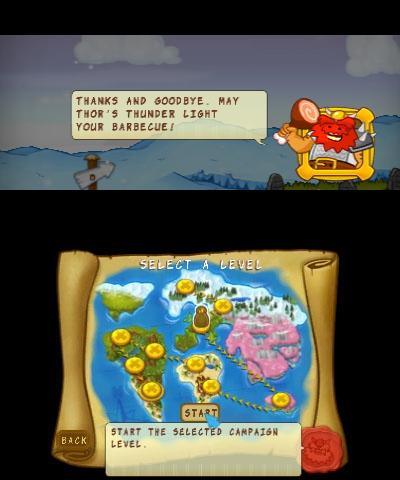 THANKS AND GOODBYE. MAY
THOR'S THUNDER LIGHT
YOUR BARBECUE!
SELECT A LEVEL
START
BACK
START THE SELECTED CAMPAIGN
LEVEL.